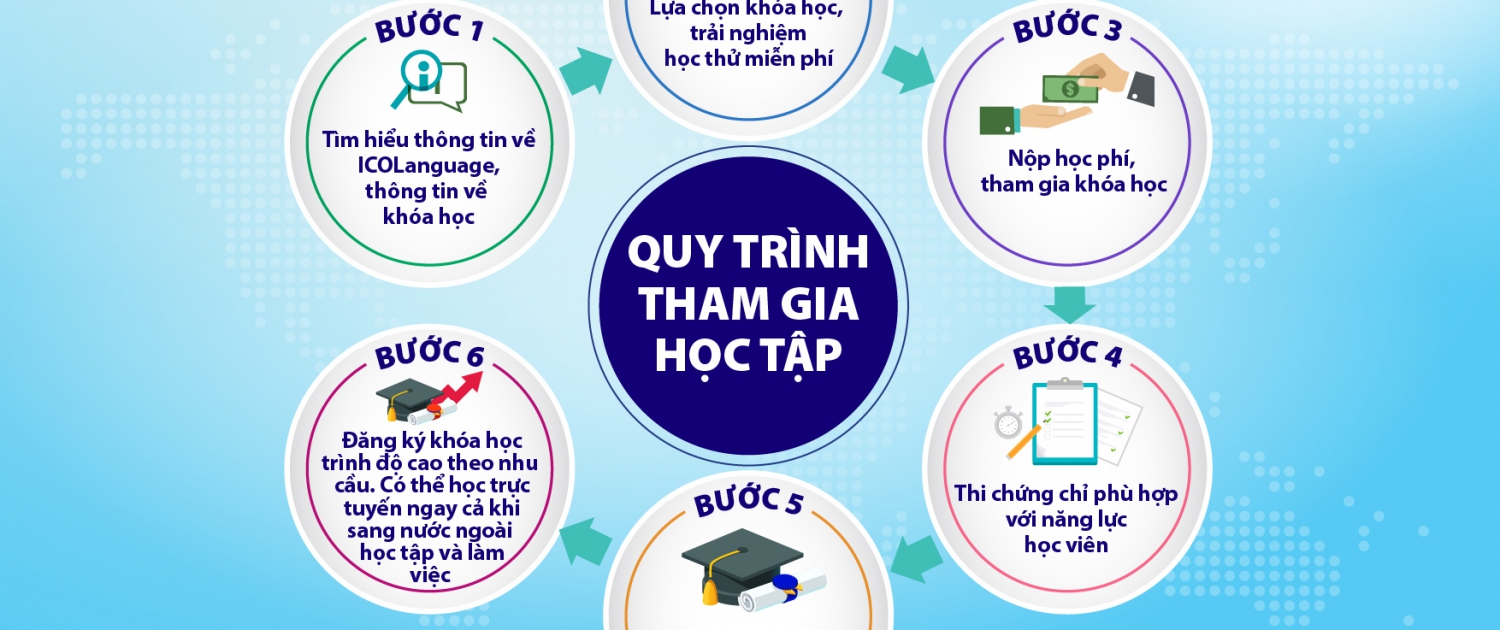 BƯỚC 1
Tìm hiểu thông tin về
ICOLanguage,
thông tin về
khóa học
Lựa chọn khóa học,
trải nghiệm
học thử miễn phí
BƯỚC 3
Nộp học phí,
tham gia khóa học
QUY TRÌNH
THAM GIA
HỌC TẬP
BƯỚC 4
Thi chứng chỉ phù hợp
với năng lực
học viên
BƯỚC 5
BƯỚC 6
Đăng ký khóa học
trình độ cao theo nhu
cầu. Có thể học trực
tuyến ngay cả khi
sang nước ngoài
học tập và làm
việc